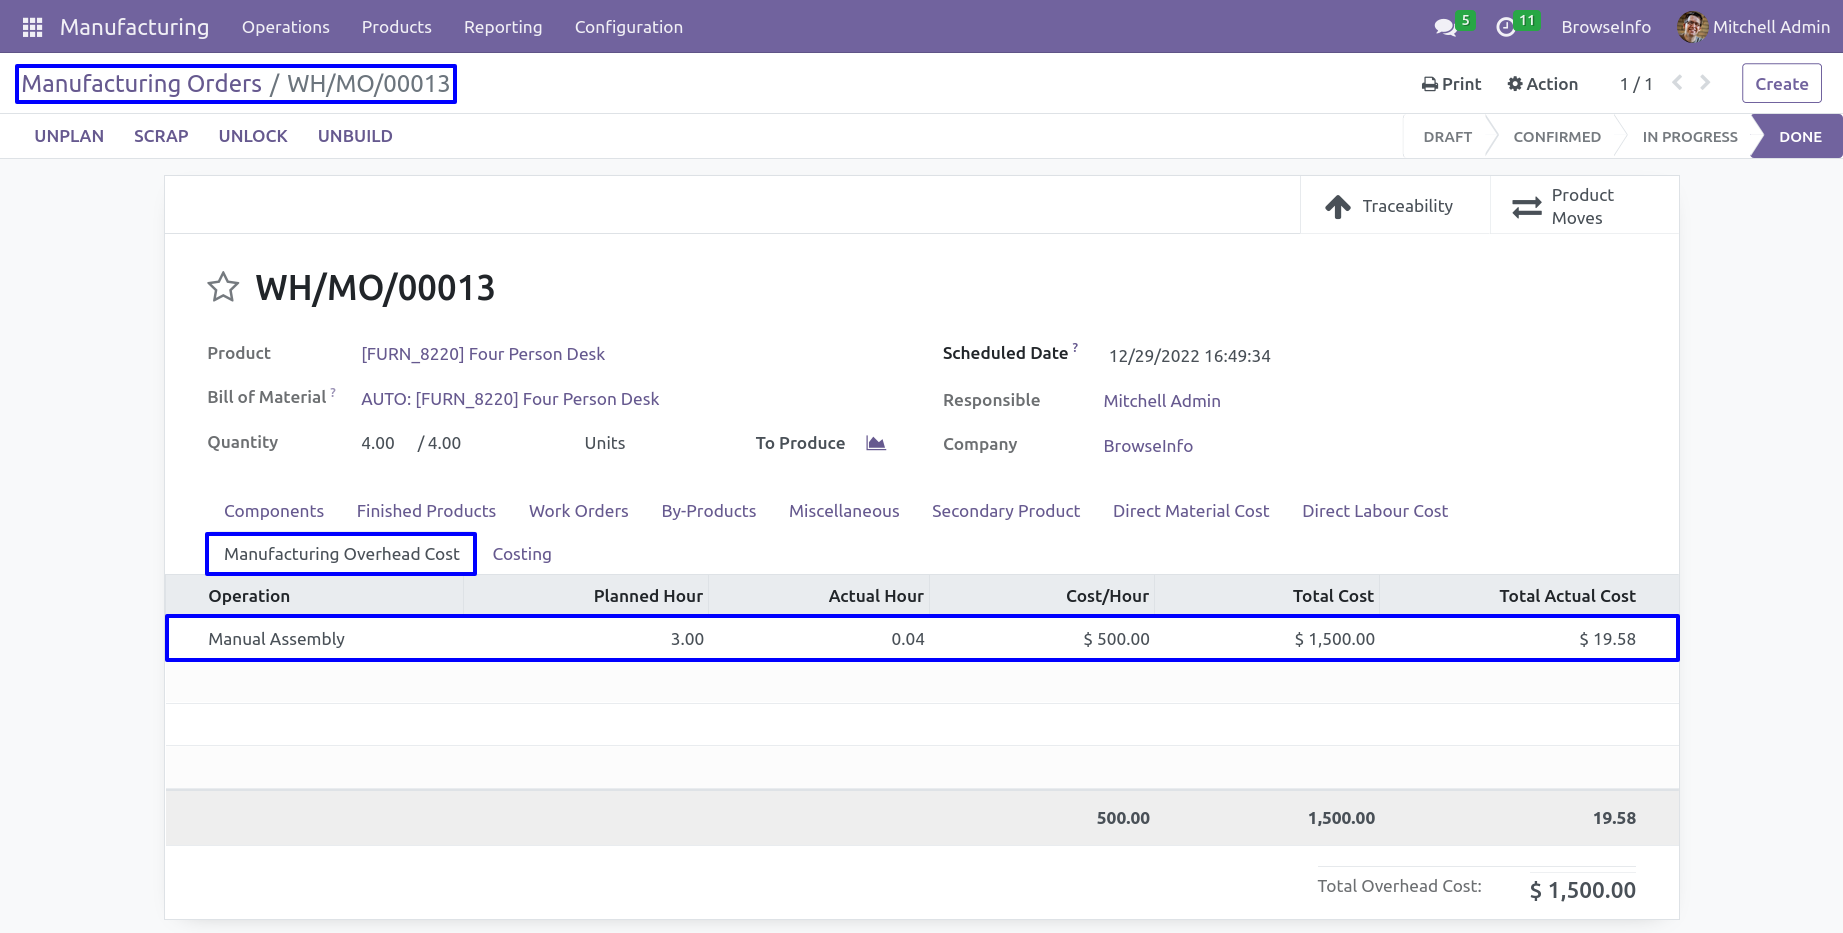 Manufacturing Operations Products Reporting Configuration 5 11 BrowseInfo Mitchell Admin
Manufacturing Orders / WH/MO/00013 Print Action 1 / 1 Create
UNPLAN SCRAP UNLOCK UNBUILD DRAFT CONFIRMED IN PROGRESS DONE
Traceability Product
Moves
WH/MO/00013
Product [FURN_8220] Four Person Desk Scheduled Date ? 12/29/2022 16:49:34
Bill of Material ? AUTO: [FURN_8220] Four Person Desk Responsible Mitchell Admin
Quantity 4.00 / 4.00 Units To Produce Company BrowseInfo
Components Finished Products Work Orders By-Products Miscellaneous Secondary Product Direct Material Cost Direct Labour Cost
Manufacturing Overhead Cost Costing
Operation Planned Hour Actual Hour Cost/Hour Total Cost Total Actual Cost
Manual Assembly 3.00 0.04 $ 500.00 $ 1,500.00 $ 19.58
500.00 1,500.00 19.58
Total Overhead Cost: $ 1,500.00